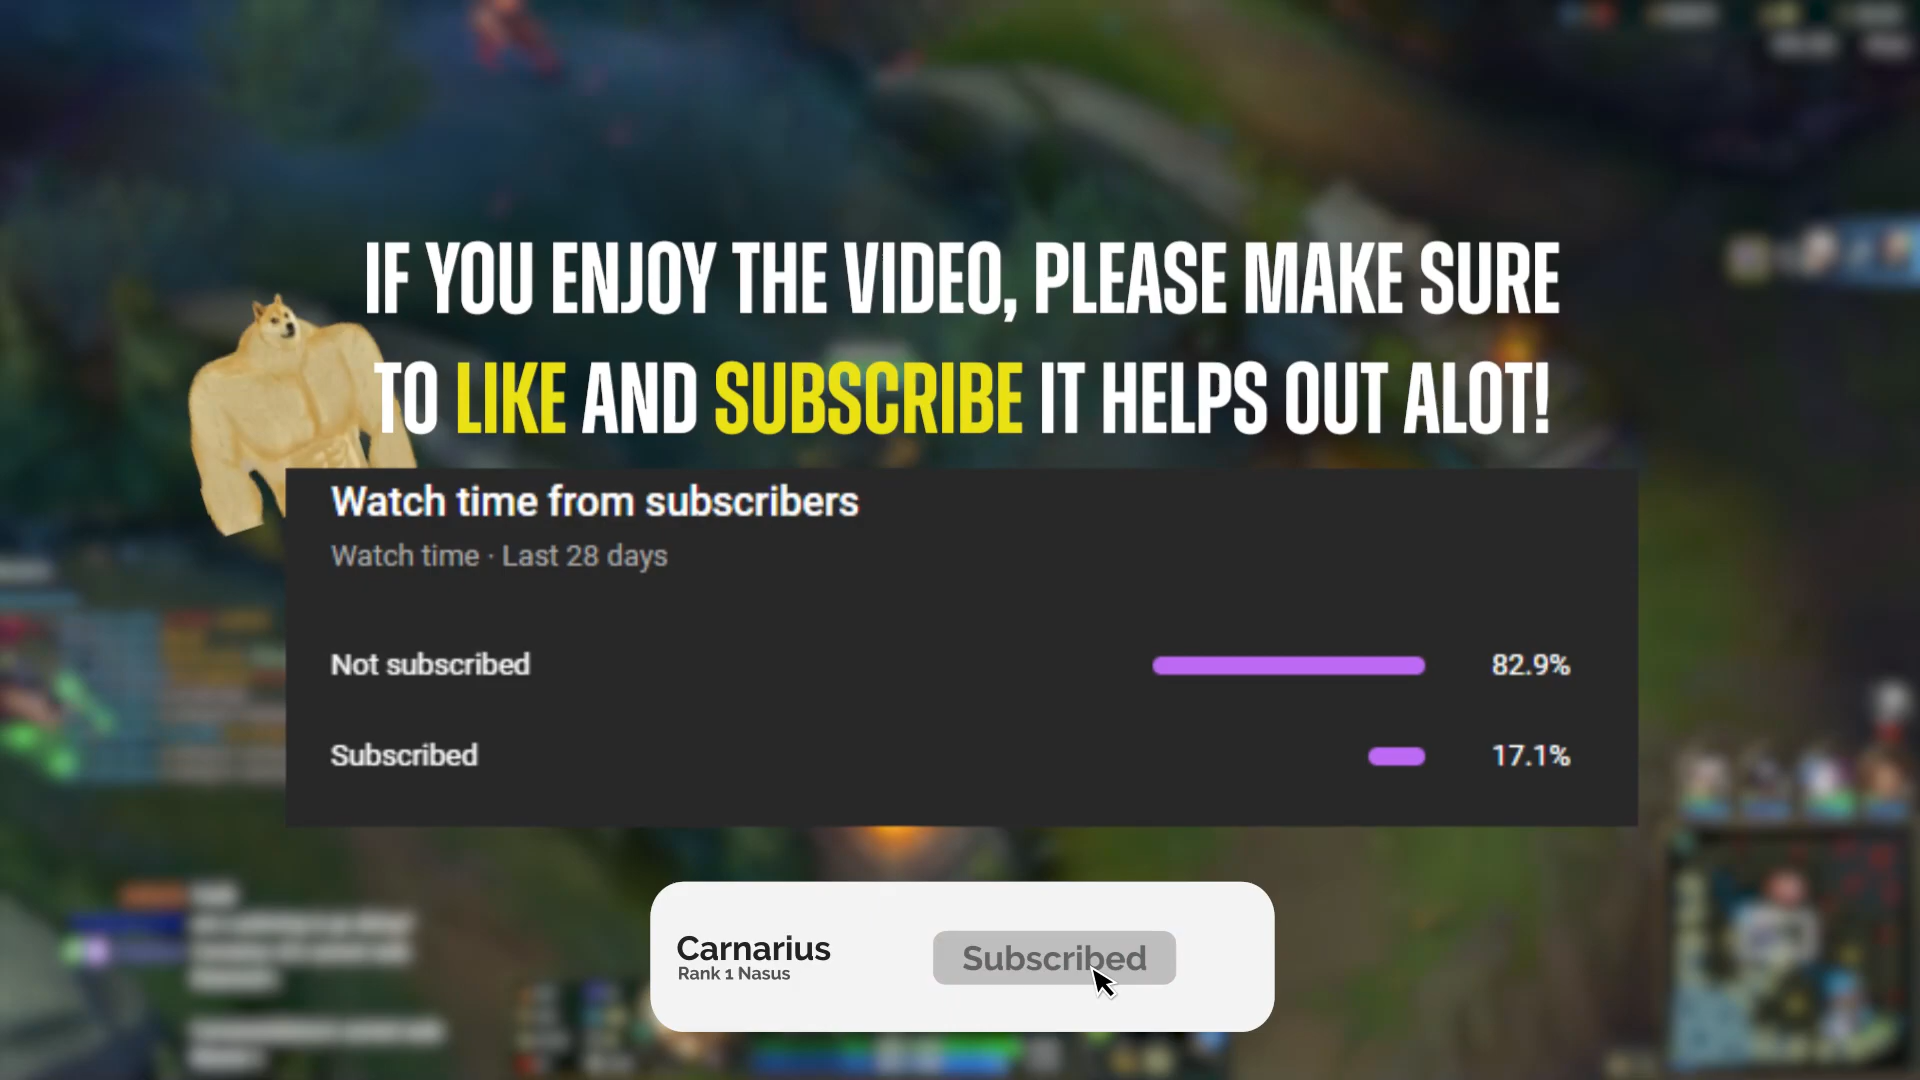 IF YOU ENJOY THE VIDEO, PLEASE MAKE SURE
TO LIKE AND SUBSCRIBE IT HELPS OUT ALOT!
Watch time from subscribers
Watch time · Last 28 days
Not subscribed 82.9%
Subscribed 17.1%
Carnarius
Rank 1 Nasus
Subscribed